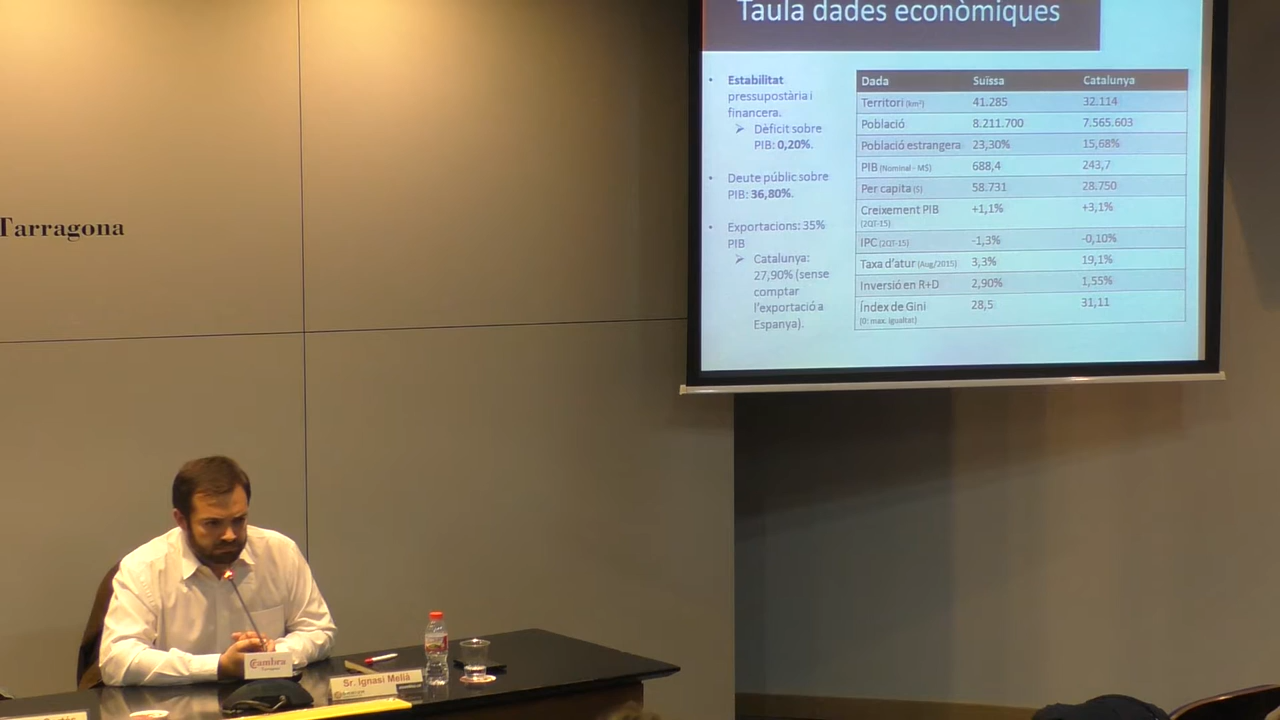 Taula dades econòmiques
• Estabilitat
pressupostària i
financera.
➢ Dèficit sobre
PIB: 0,20%.
• Deute públic sobre
PIB: 36,80%.
• Exportacions: 35%
PIB
➢ Catalunya:
27,90% (sense
comptar
l'exportació a
Espanya).
Dada Suïssa Catalunya
Territori (km²) 41.285 32.114
Població 8.211.700 7.565.603
Població estrangera 23,30% 15,68%
PIB (Nominal - M$) 688,4 243,7
Per capita ($) 58.731 28.750
Creixement PIB +1,1% +3,1%
(2QT-15)
IPC (2QT-15) -1,3% -0,10%
Taxa d'atur (Aug/2015) 3,3% 19,1%
Inversió en R+D 2,90% 1,55%
Índex de Gini 28,5 31,11
(0: max. igualtat)
Tarragona
Cambra
Tarragona
Sr. Ignasi Melià